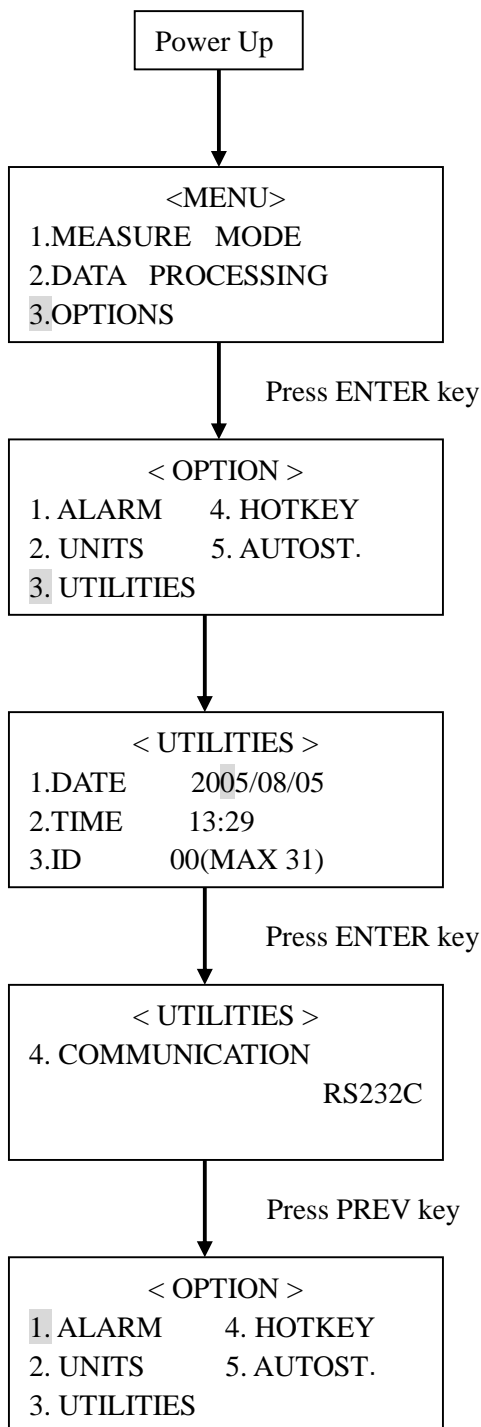 Power Up
<MENU>
1.MEASURE MODE
2.DATA PROCESSING
3.OPTIONS
Press ENTER key
< OPTION >
1. ALARM 4. HOTKEY
2. UNITS 5. AUTOST.
3. UTILITIES
< UTILITIES >
1.DATE 2005/08/05
2.TIME 13:29
3.ID 00(MAX 31)
Press ENTER key
< UTILITIES >
4. COMMUNICATION
RS232C
Press PREV key
< OPTION >
1. ALARM 4. HOTKEY
2. UNITS 5. AUTOST.
3. UTILITIES